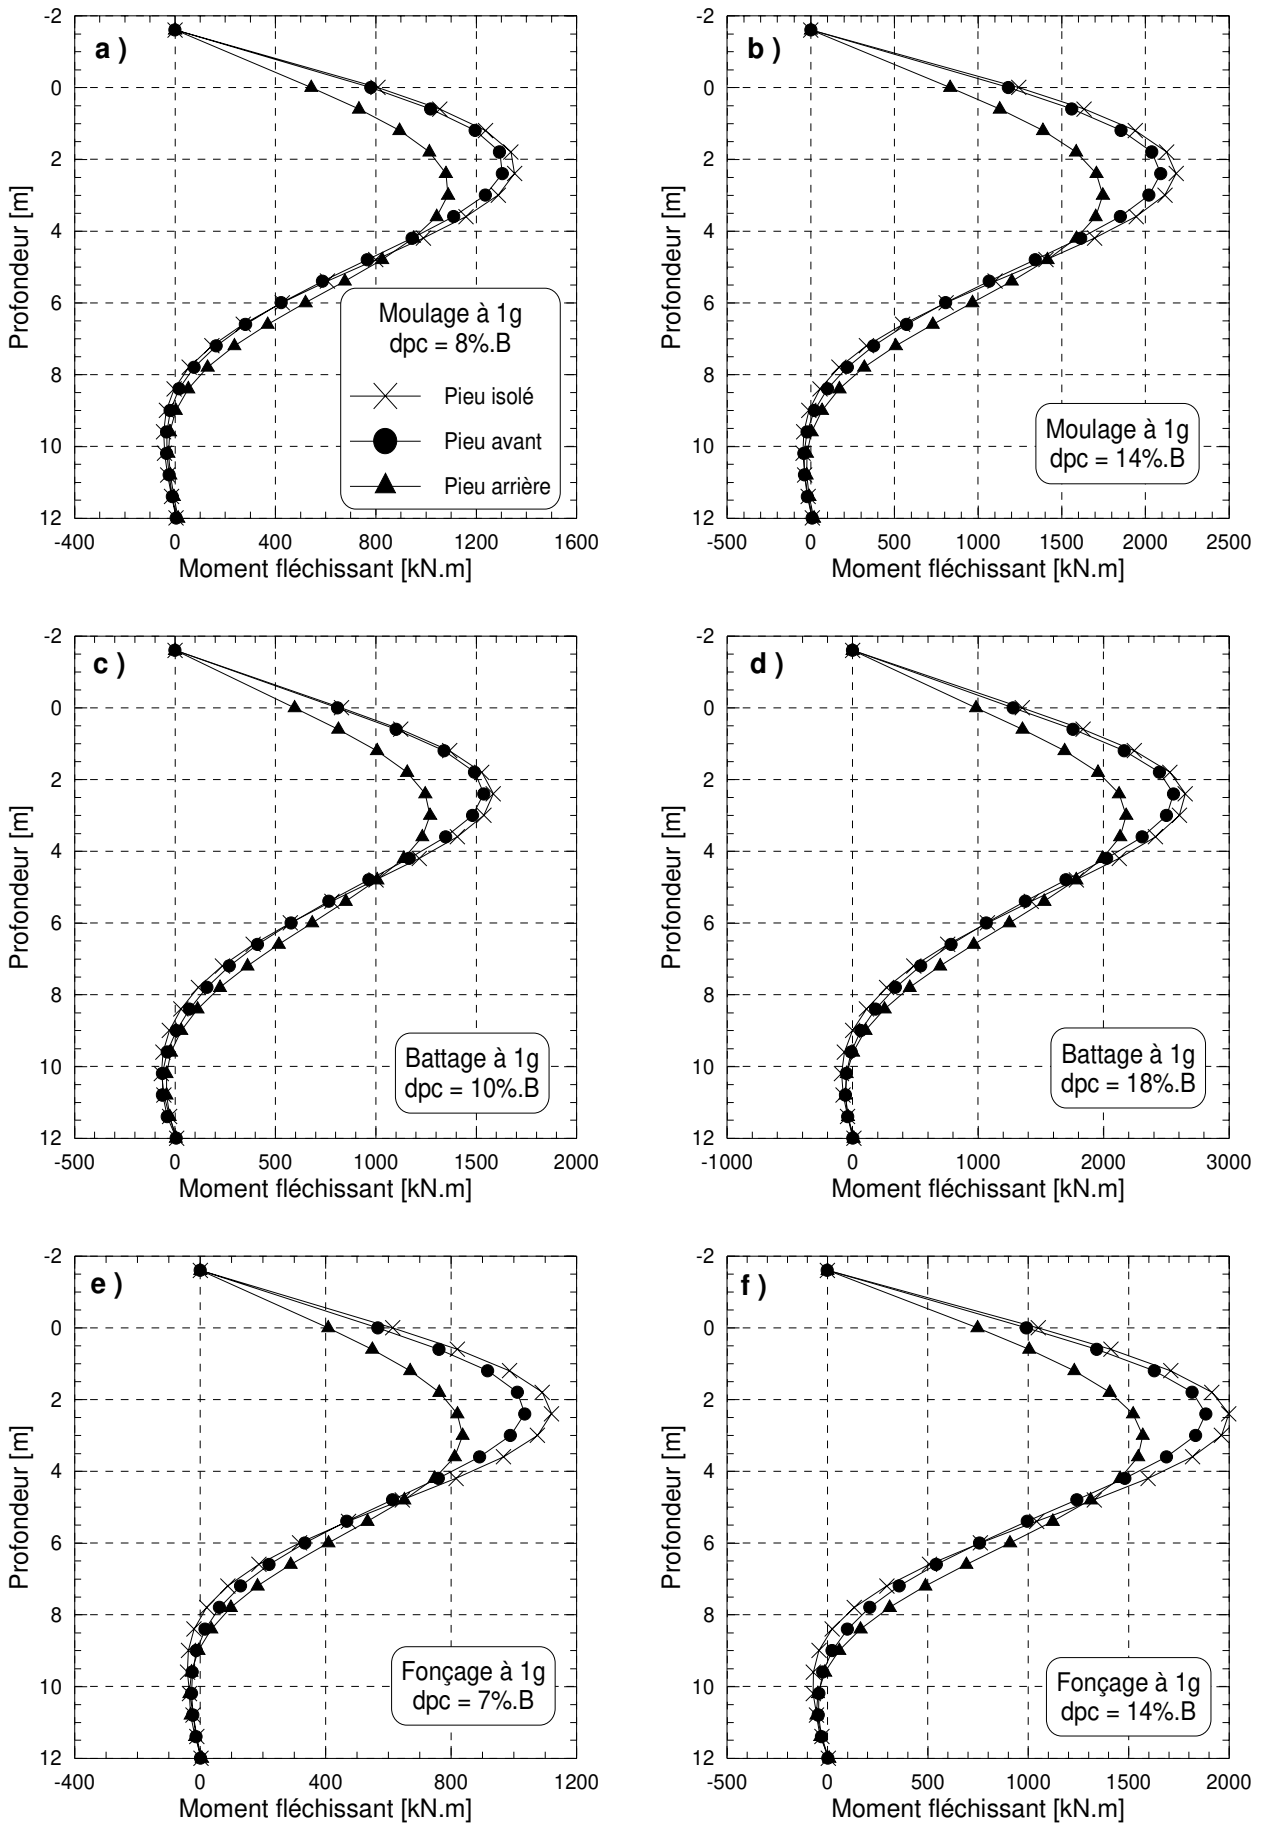 a )
-2
0
2
4
6
8
10
12
Profondeur [m]
Moulage à 1g
dpc = 8%.B
Pieu isolé
Pieu avant
Pieu arrière
-400 0 400 800 1200 1600
Moment fléchissant [kN.m]
b )
-2
0
2
4
6
8
10
12
Profondeur [m]
Moulage à 1g
dpc = 14%.B
-500 0 500 1000 1500 2000 2500
Moment fléchissant [kN.m]
c )
-2
0
2
4
6
8
10
12
Profondeur [m]
Battage à 1g
dpc = 10%.B
-500 0 500 1000 1500 2000
Moment fléchissant [kN.m]
d )
-2
0
2
4
6
8
10
12
Profondeur [m]
Battage à 1g
dpc = 18%.B
-1000 0 1000 2000 3000
Moment fléchissant [kN.m]
e )
-2
0
2
4
6
8
10
12
Profondeur [m]
Fonçage à 1g
dpc = 7%.B
-400 0 400 800 1200
Moment fléchissant [kN.m]
f )
-2
0
2
4
6
8
10
12
Profondeur [m]
Fonçage à 1g
dpc = 14%.B
-500 0 500 1000 1500 2000
Moment fléchissant [kN.m]